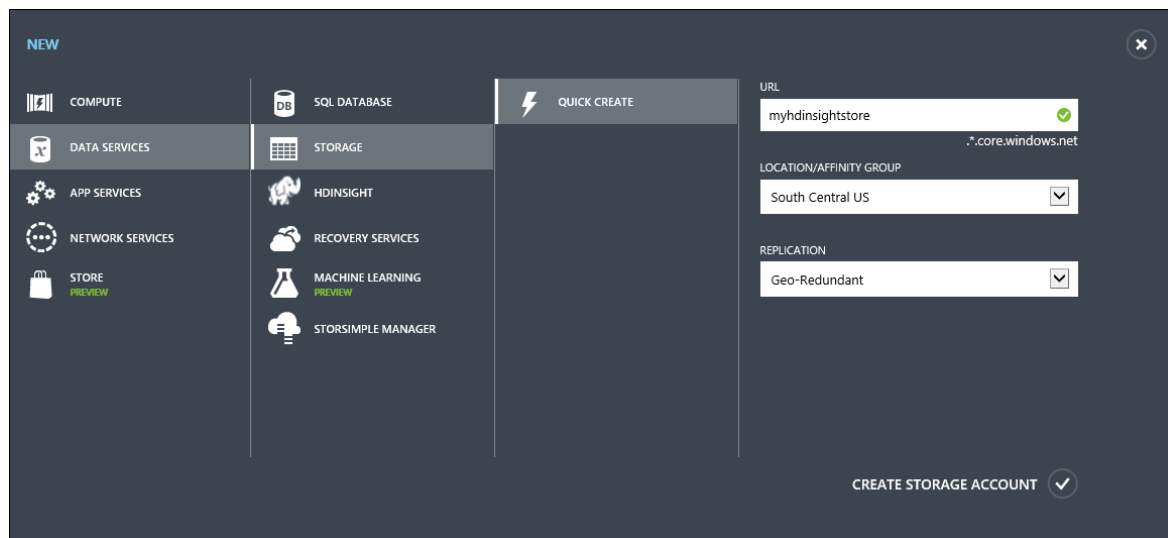 NEW
COMPUTE
DATA SERVICES
APP SERVICES
NETWORK SERVICES
STORE
PREVIEW
DB
SQL DATABASE
STORAGE
HDINSIGHT
RECOVERY SERVICES
MACHINE LEARNING
PREVIEW
STORSIMPLE MANAGER
QUICK CREATE
URL
myhdinsightstore
.*.core.windows.net
LOCATION/AFFINITY GROUP
South Central US
REPLICATION
Geo-Redundant
CREATE STORAGE ACCOUNT